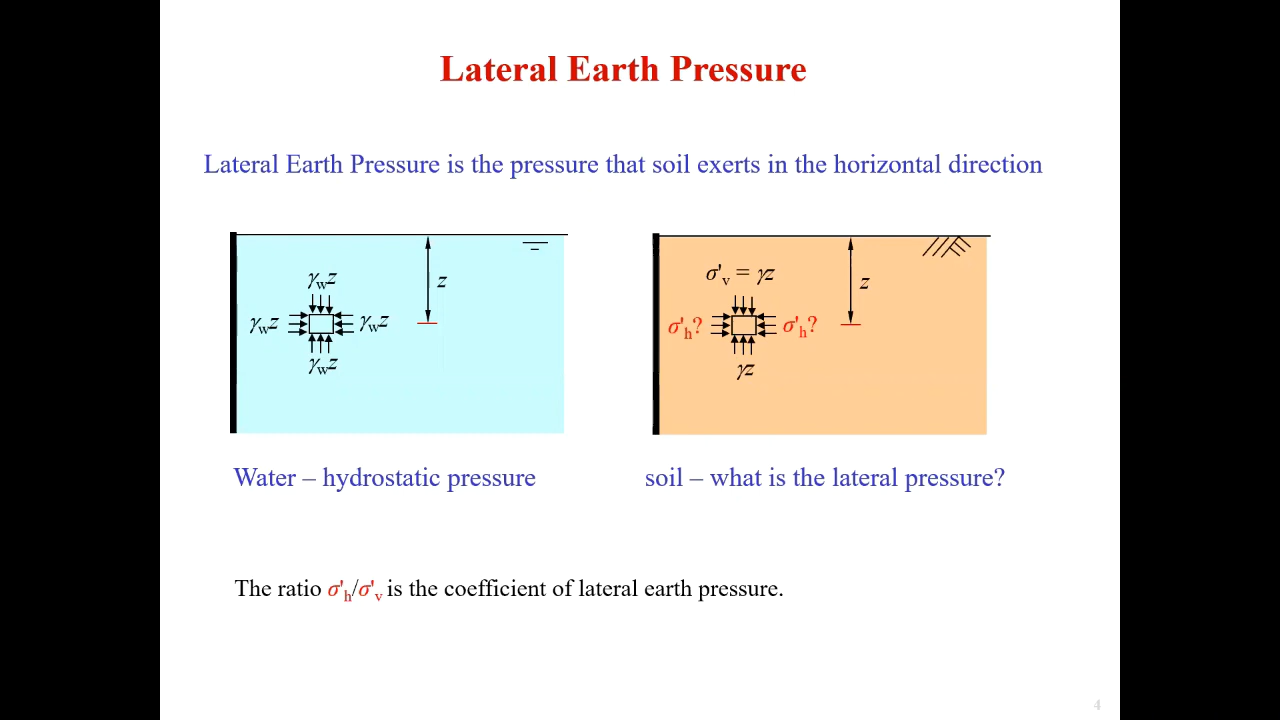 Lateral Earth Pressure
Lateral Earth Pressure is the pressure that soil exerts in the horizontal direction
γwz
z
γwz
γwz
γwz
σ'v = γz
z
σ'h?
σ'h?
γz
Water – hydrostatic pressure
soil – what is the lateral pressure?
The ratio σ'h/σ'v is the coefficient of lateral earth pressure.
4